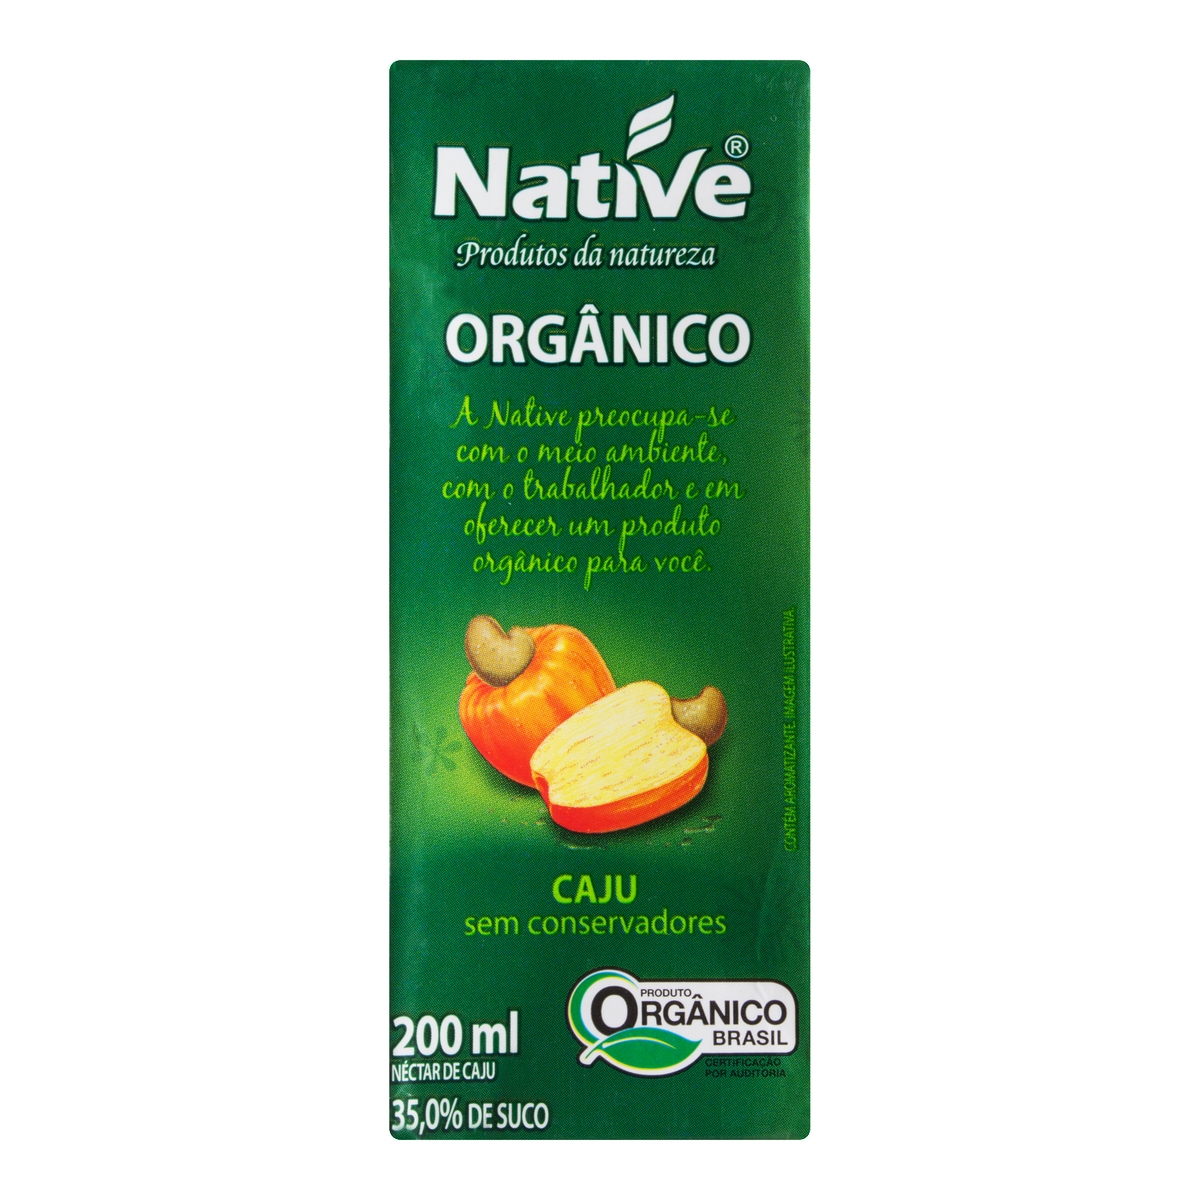 Native®
Produtos da natureza
ORGÂNICO
A Native preocupa-se
com o meio ambiente,
com o trabalhador e em
oferecer um produto
orgânico para você.
CONTÉM AROMATIZANTE. IMAGEM ILUSTRATIVA.
CAJU
sem conservadores
PRODUTO
ORGÂNICO
BRASIL
CERTIFICAÇÃO
POR AUDITORIA
200 ml
NÉCTAR DE CAJU
35,0% DE SUCO